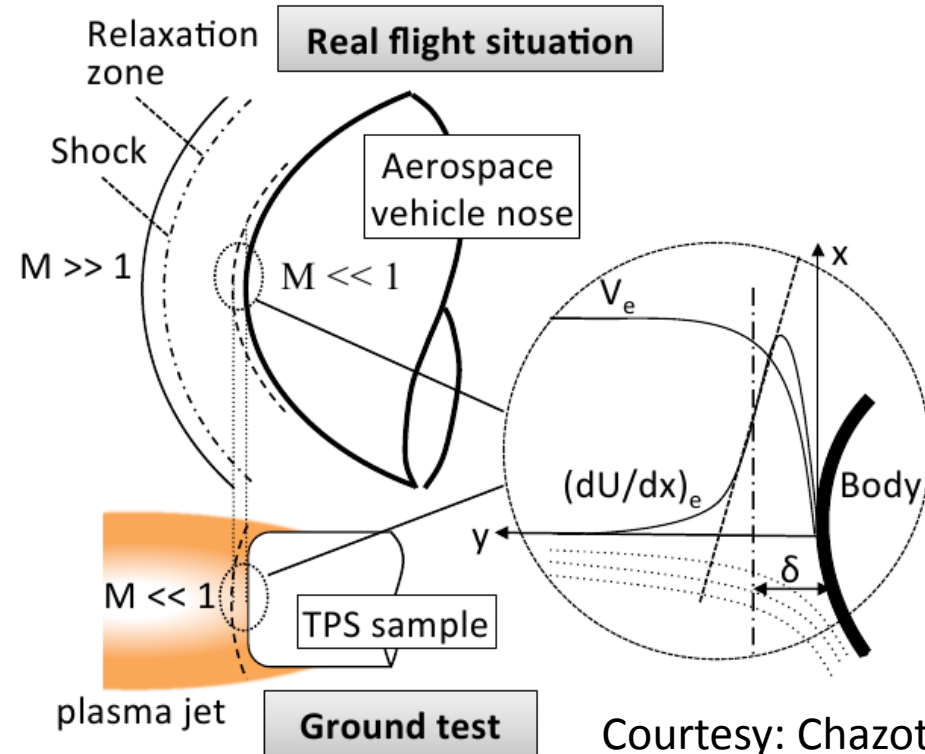 Relaxation
zone
Real flight situation
Shock
Aerospace
vehicle nose
M >> 1
M << 1
x
Vₑ
(dU/dx)ₑ
Body
y
δ
M << 1
TPS sample
plasma jet
Ground test
Courtesy: Chazot